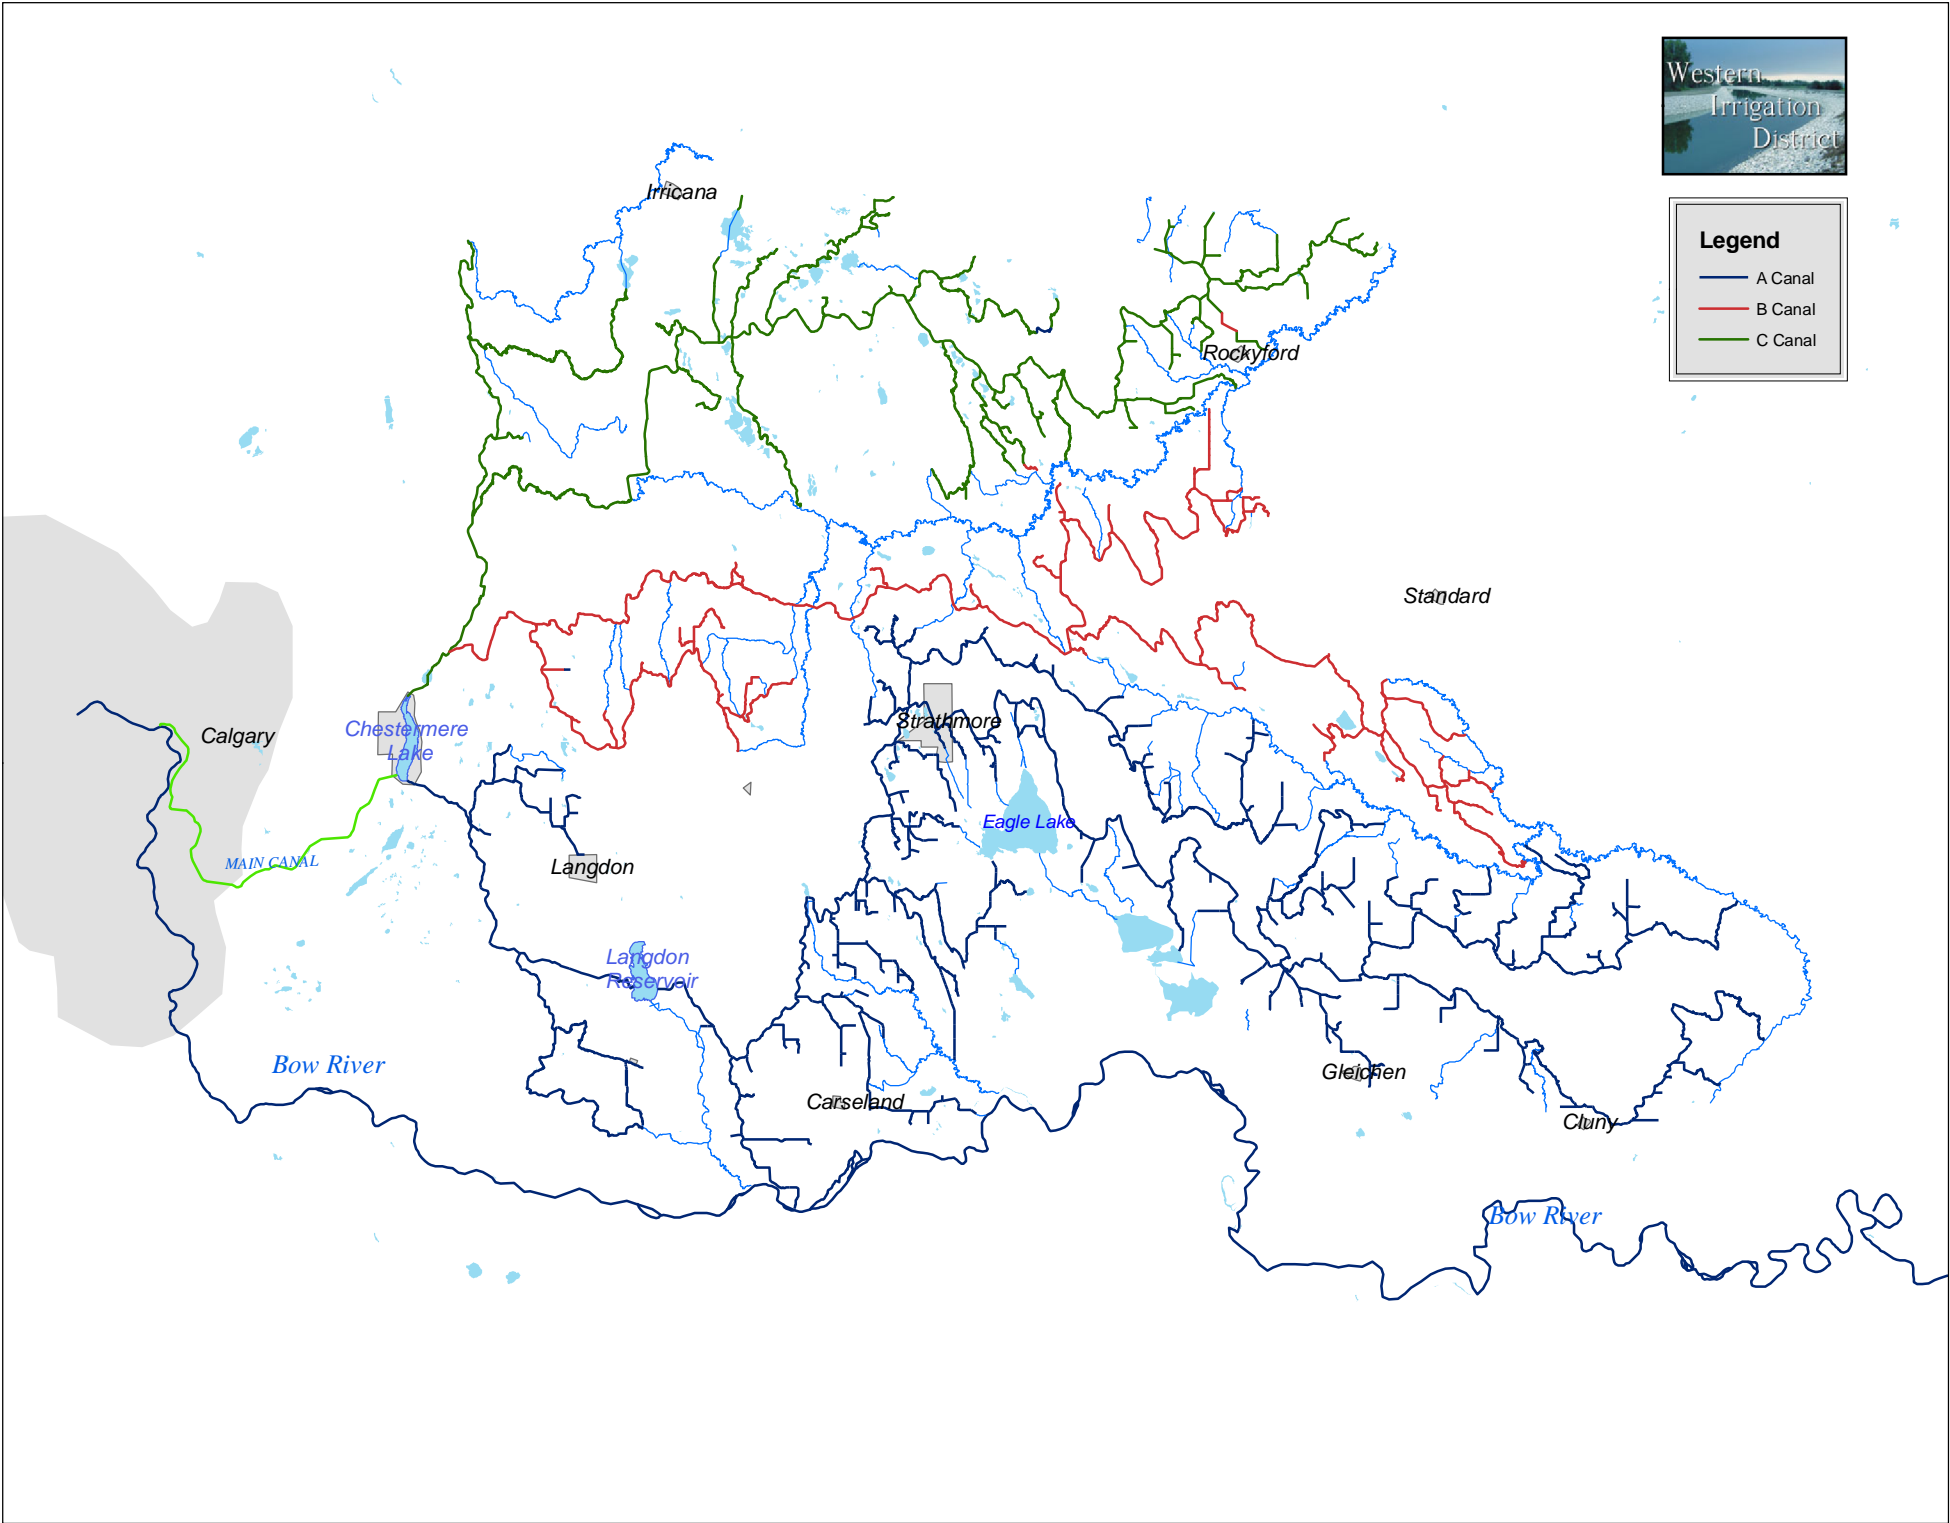 Western
Irrigation
District
Irricana
Legend
A Canal
B Canal
C Canal
Rockyford
Standard
Strathmore
Calgary
Chestermere
Lake
Eagle Lake
MAIN CANAL
Langdon
Langdon
Reservoir
Bow River
Gleichen
Carseland
Cluny
Bow River